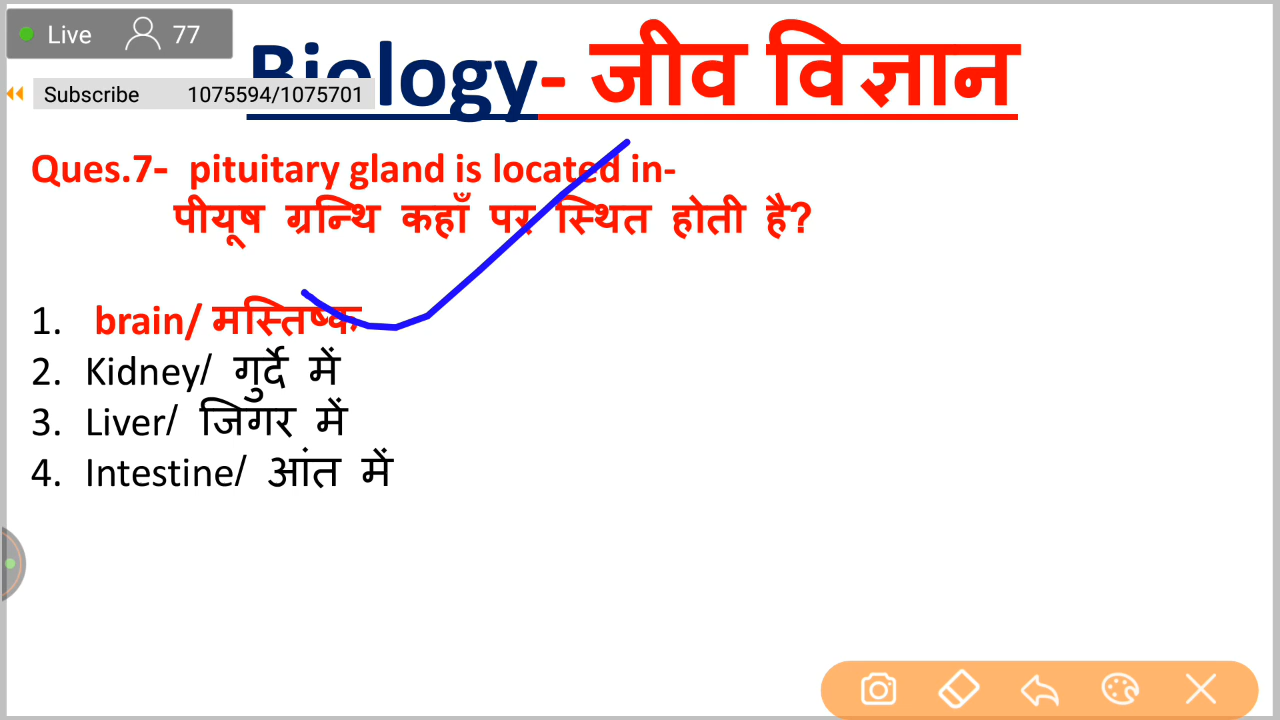 Live 77
Biology- जीव विज्ञान
Subscribe 1075594/1075701
Ques.7- pituitary gland is located in-
पीयूष ग्रन्थि कहाँ पर स्थित होती है?
1. brain/ मस्तिष्क
2. Kidney/ गुर्दे में
3. Liver/ जिगर में
4. Intestine/ आंत में